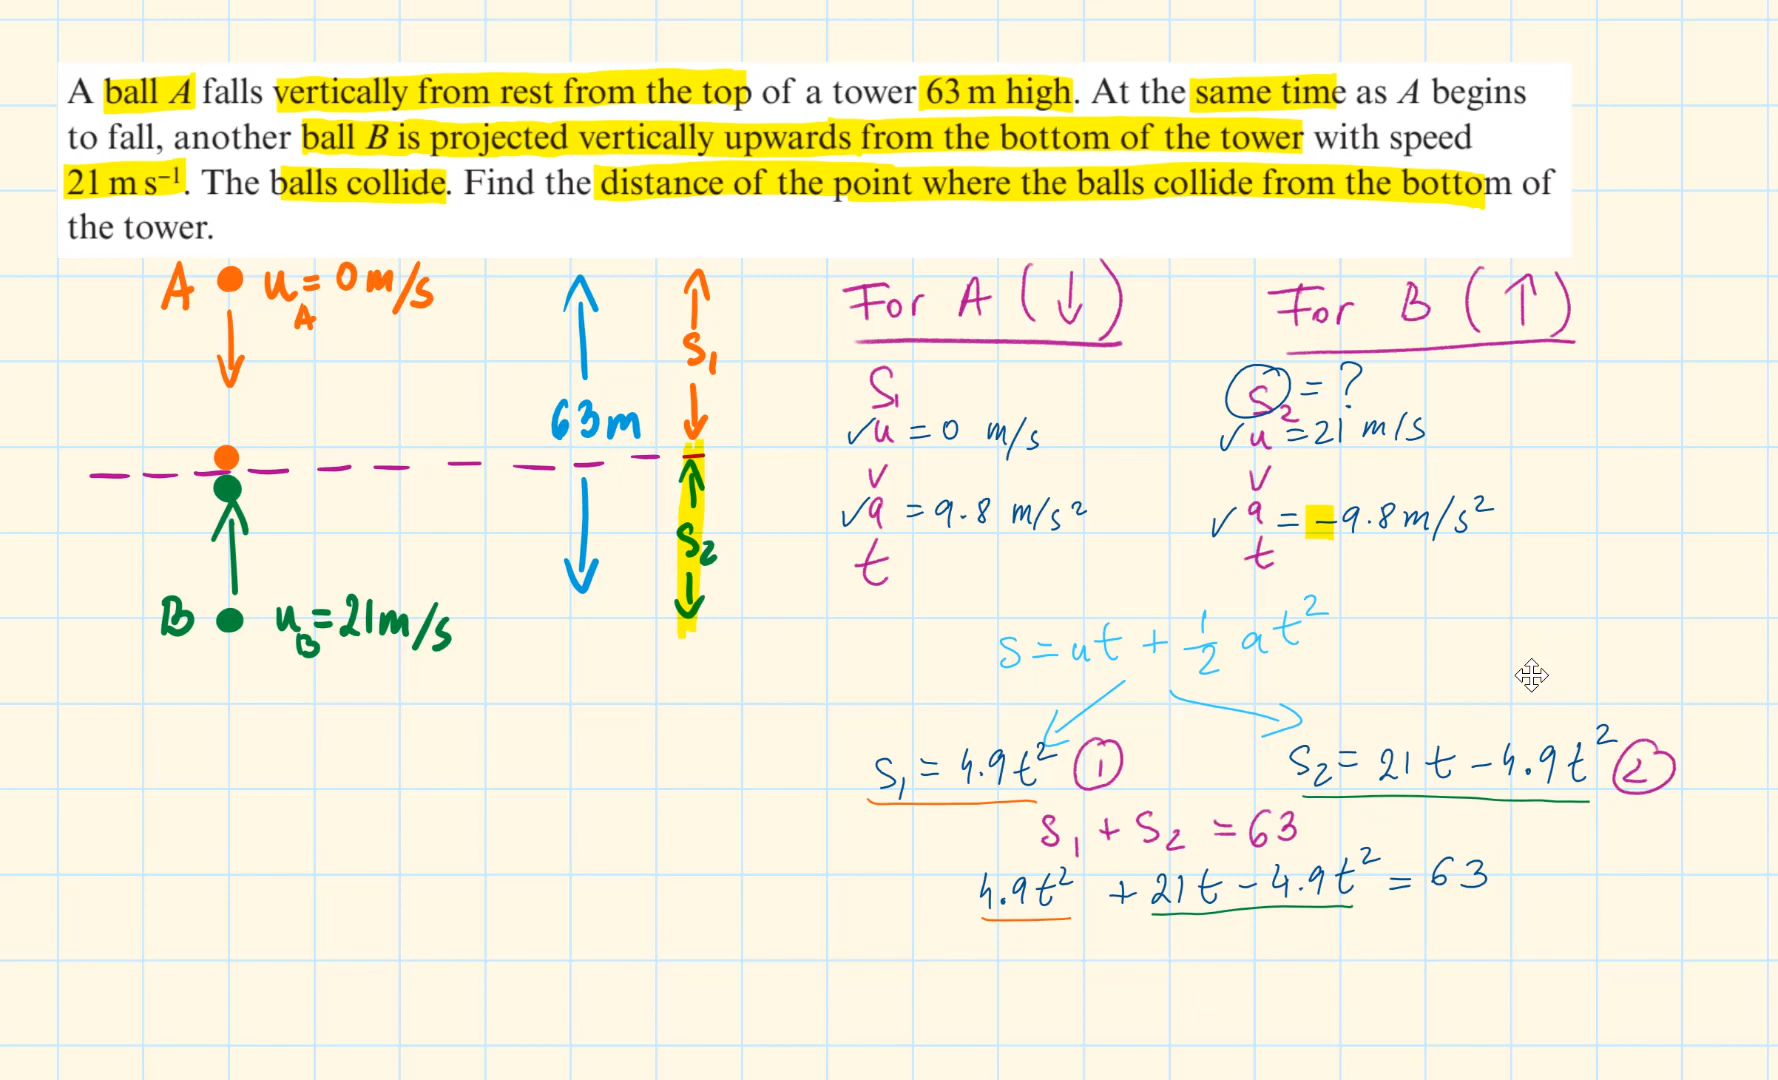 A ball A falls vertically from rest from the top of a tower 63 m high. At the same time as A begins
to fall, another ball B is projected vertically upwards from the bottom of the tower with speed
21 m s⁻¹. The balls collide. Find the distance of the point where the balls collide from the bottom of
the tower.
A u_A = 0 m/s
63m
S₁
S₂
B u_B = 21 m/s
For A (↓)
S₁
✓ u = 0 m/s
v
✓ a = 9.8 m/s²
t
For B (↑)
S₂ = ?
✓ u = 21 m/s
v
✓ a = -9.8 m/s²
t
s = ut + 1/2 at²
S₁ = 4.9t² ①
S₂ = 21t - 4.9t² ②
S₁ + S₂ = 63
4.9t² + 21t - 4.9t² = 63